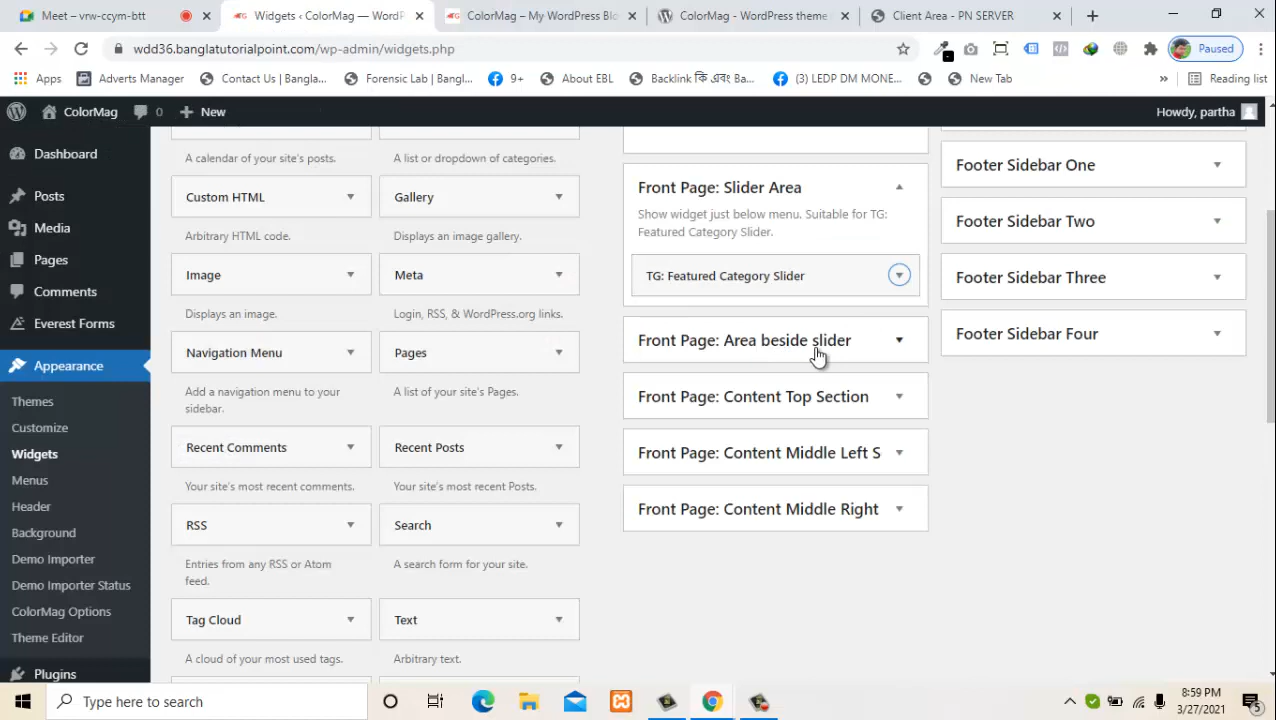 Meet – vrw-ccym-btt
Widgets ‹ ColorMag — WordP
ColorMag – My WordPress Blo
ColorMag - WordPress theme
Client Area - PN SERVER
wdd36.banglatutorialpoint.com/wp-admin/widgets.php
Paused
Apps
Adverts Manager
Contact Us | Bangla...
Forensic Lab | Bangl...
9+
About EBL
Backlink কি এবং Ba...
(3) LEDP DM MONE...
New Tab
»
Reading list
ColorMag
0
New
Howdy, partha
Dashboard
Posts
Media
Pages
Comments
Everest Forms
Appearance
Themes
Customize
Widgets
Menus
Header
Background
Demo Importer
Demo Importer Status
ColorMag Options
Theme Editor
Plugins
A calendar of your site's posts.
A list or dropdown of categories.
Custom HTML
Gallery
Arbitrary HTML code.
Displays an image gallery.
Image
Meta
Displays an image.
Login, RSS, & WordPress.org links.
Navigation Menu
Pages
Add a navigation menu to your
sidebar.
A list of your site's Pages.
Recent Comments
Recent Posts
Your site's most recent comments.
Your site's most recent Posts.
RSS
Search
Entries from any RSS or Atom
feed.
A search form for your site.
Tag Cloud
Text
A cloud of your most used tags.
Arbitrary text.
Front Page: Slider Area
Show widget just below menu. Suitable for TG:
Featured Category Slider.
TG: Featured Category Slider
Front Page: Area beside slider
Front Page: Content Top Section
Front Page: Content Middle Left S
Front Page: Content Middle Right
Footer Sidebar One
Footer Sidebar Two
Footer Sidebar Three
Footer Sidebar Four
Type here to search
8:59 PM
3/27/2021
5